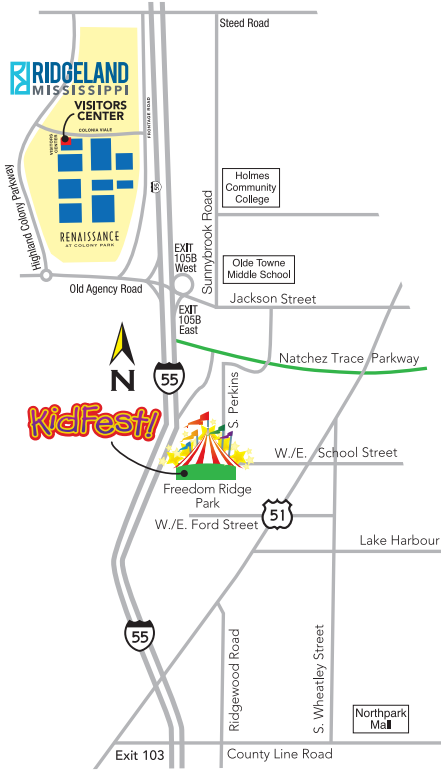 Steed Road
RIDGELAND
MISSISSIPPI
VISITORS
CENTER
COLONIA VIALE
VISITORS
CENTER
FRONTAGE ROAD
55
Highland Colony Parkway
RENAISSANCE
AT COLONY PARK
Holmes
Community
College
Sunnybrook Road
EXIT
105B
West
Olde Towne
Middle School
Old Agency Road
Jackson Street
EXIT
105B
East
N
55
Natchez Trace Parkway
S. Perkins
KidFest!
W./E. School Street
Freedom Ridge
Park
W./E. Ford Street
51
Lake Harbour
55
Ridgewood Road
S. Wheatley Street
Northpark
Mall
Exit 103
County Line Road